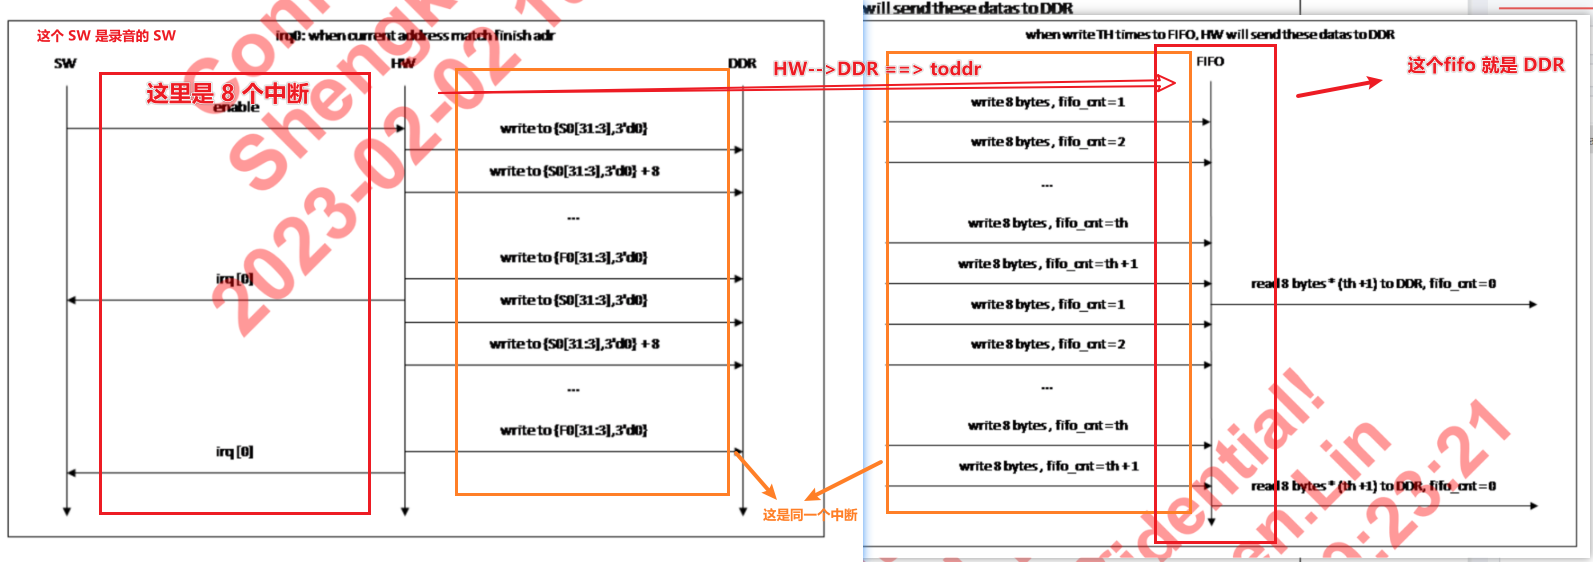 will send these datas to DDR
这个 SW 是录音的 SW
irq0: when current address match finish adr
SW
HW
DDR
这里是 8 个中断
enable
write to {S0[31:3],3'd0}
write to {S0[31:3],3'd0} + 8
...
write to {F0[31:3],3'd0}
irq [0]
write to {S0[31:3],3'd0}
write to {S0[31:3],3'd0} + 8
...
write to {F0[31:3],3'd0}
irq [0]
HW-->DDR ==> toddr
这是同一个中断
when write TH times to FIFO, HW will send these datas to DDR
FIFO
这个fifo 就是 DDR
write 8 bytes , fifo_cnt = 1
write 8 bytes , fifo_cnt = 2
...
write 8 bytes , fifo_cnt = th
write 8 bytes , fifo_cnt = th + 1
read 8 bytes * (th +1) to DDR, fifo_cnt = 0
write 8 bytes , fifo_cnt = 1
write 8 bytes , fifo_cnt = 2
...
write 8 bytes , fifo_cnt = th
write 8 bytes , fifo_cnt = th + 1
read 8 bytes * (th +1) to DDR, fifo_cnt = 0
2023-02-02